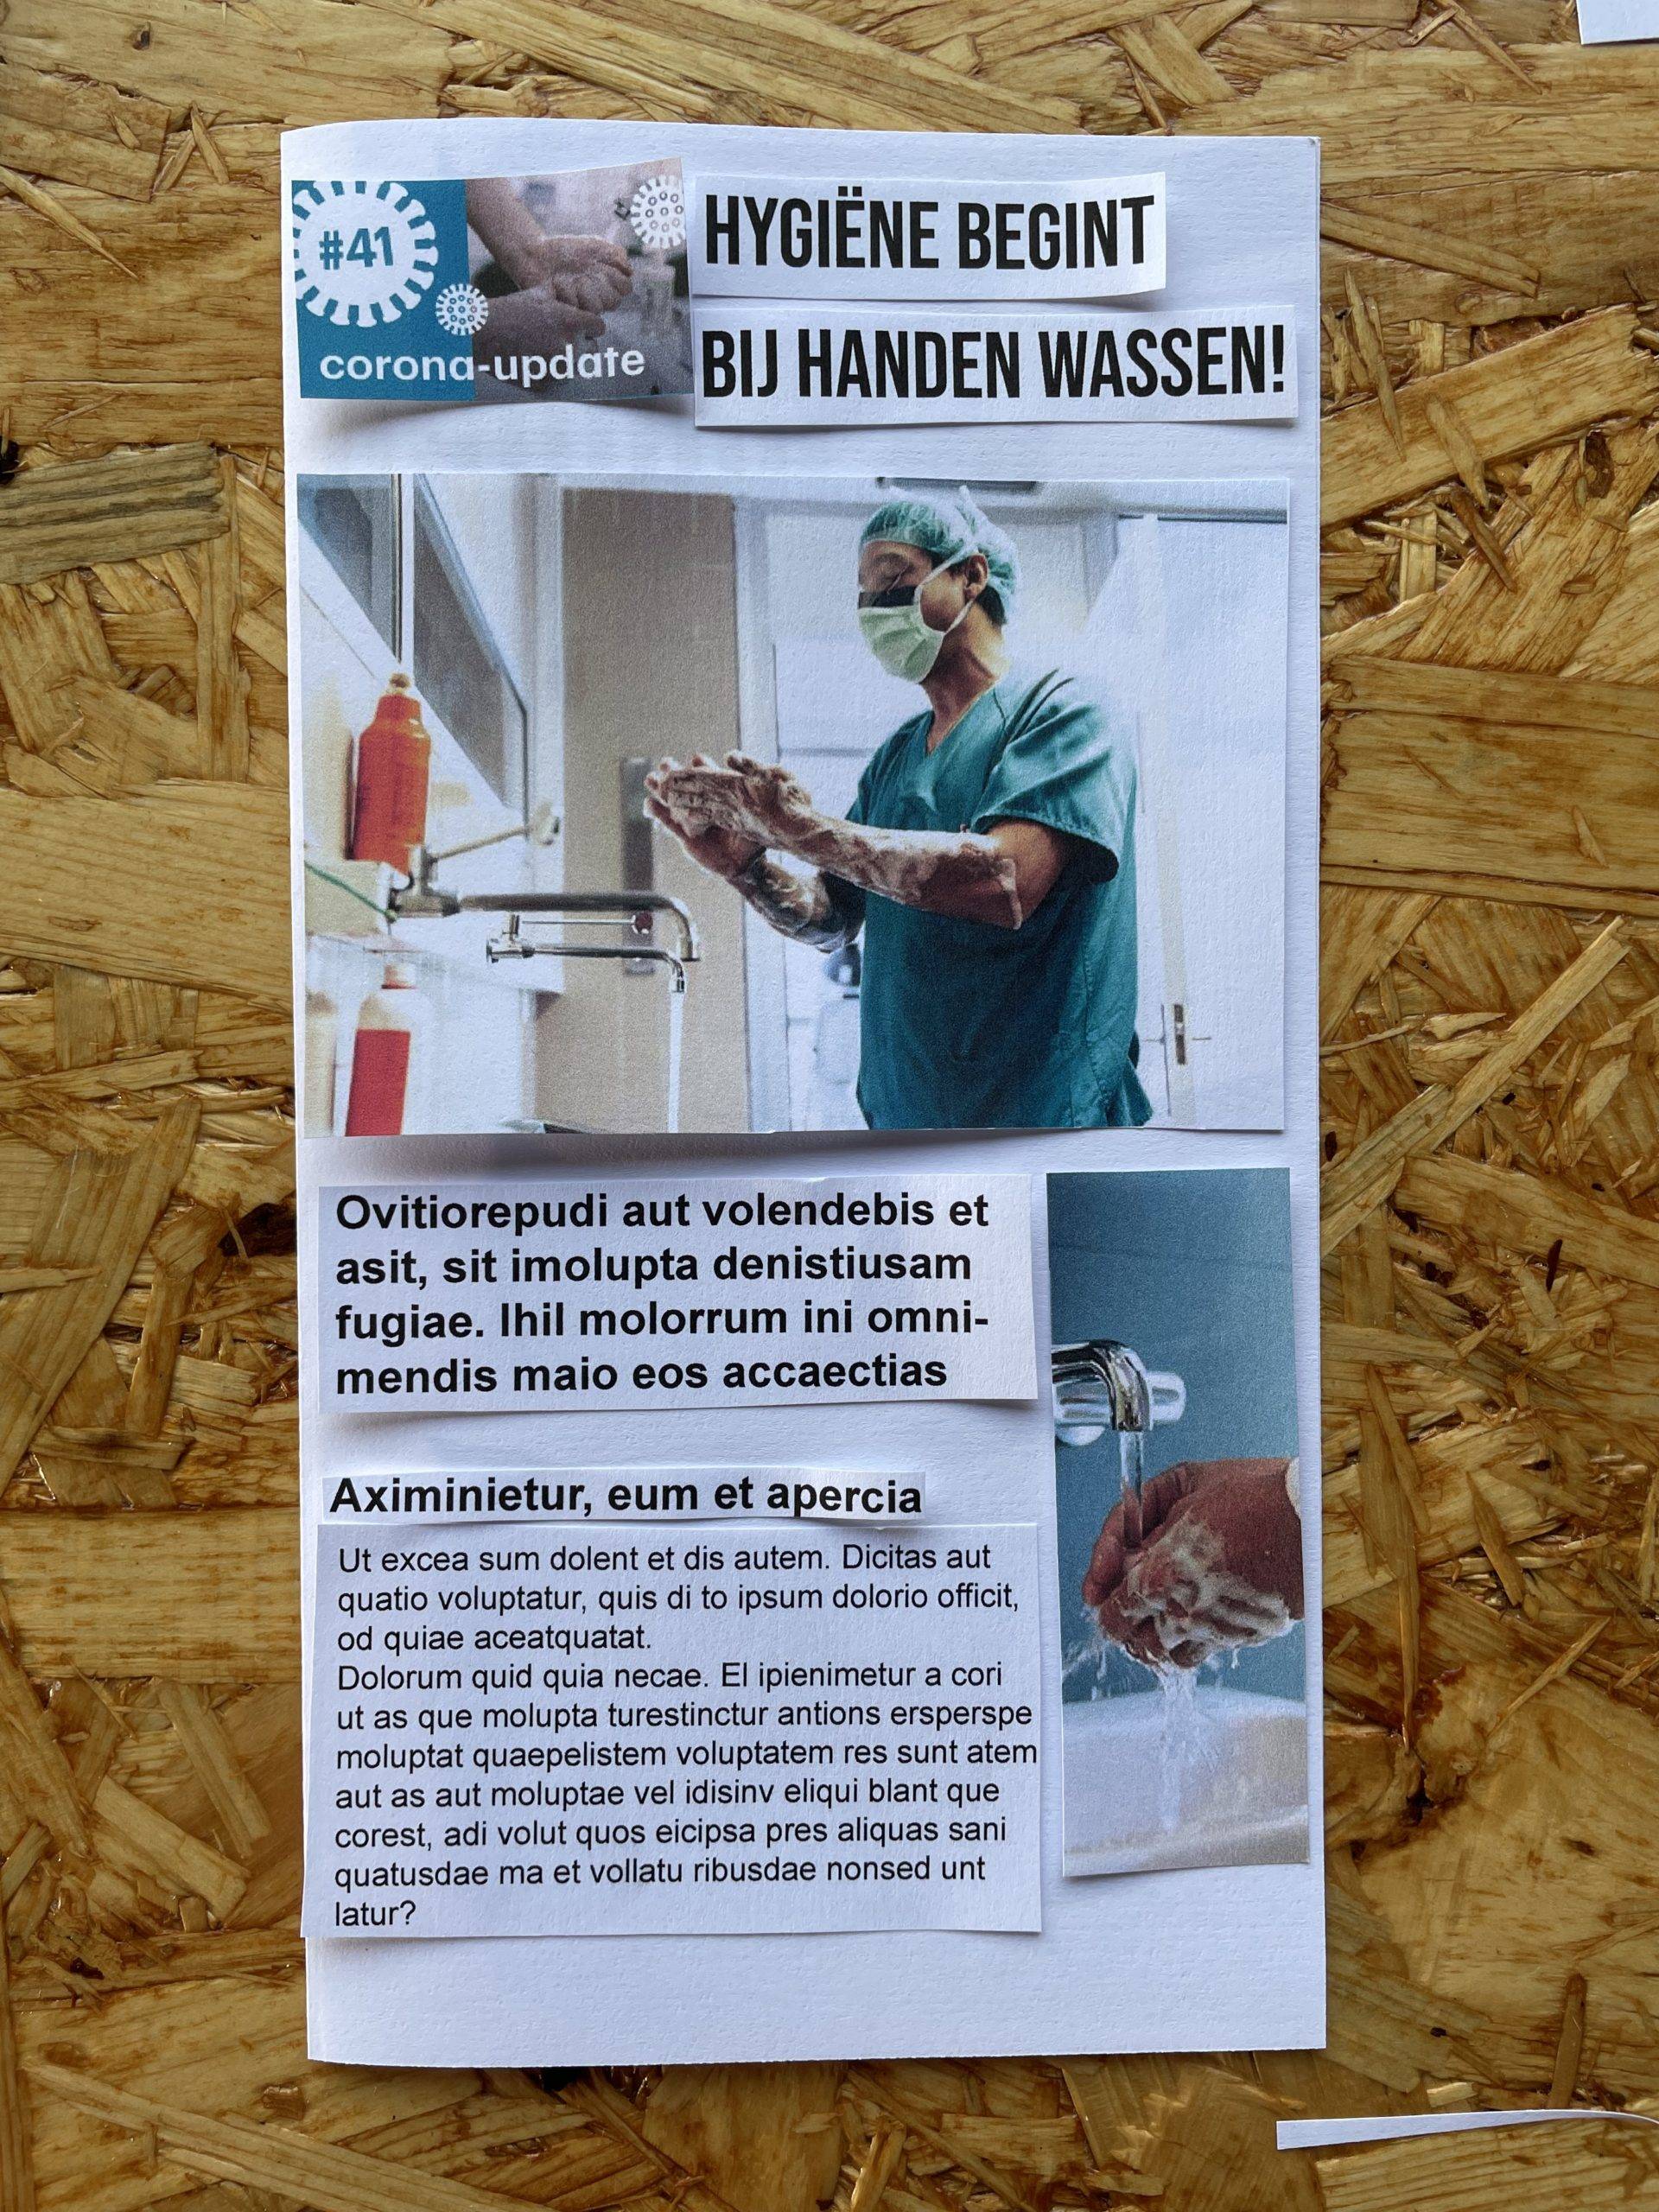 #41
corona-update
HYGIËNE BEGINT
BIJ HANDEN WASSEN!
Ovitiorepudi aut volendebis et
asit, sit imolupta denistiusam
fugiae. Ihil molorrum ini omni-
mendis maio eos accaectias
Aximinietur, eum et apercia
Ut excea sum dolent et dis autem. Dicitas aut
quatio voluptatur, quis di to ipsum dolorio officit,
od quiae aceatquatat.
Dolorum quid quia necae. El ipienimetur a cori
ut as que molupta turestinctur antions ersperspe
moluptat quaepelistem voluptatem res sunt atem
aut as aut moluptae vel idisinv eliqui blant que
corest, adi volut quos eicipsa pres aliquas sani
quatusdae ma et vollatu ribusdae nonsed unt
latur?